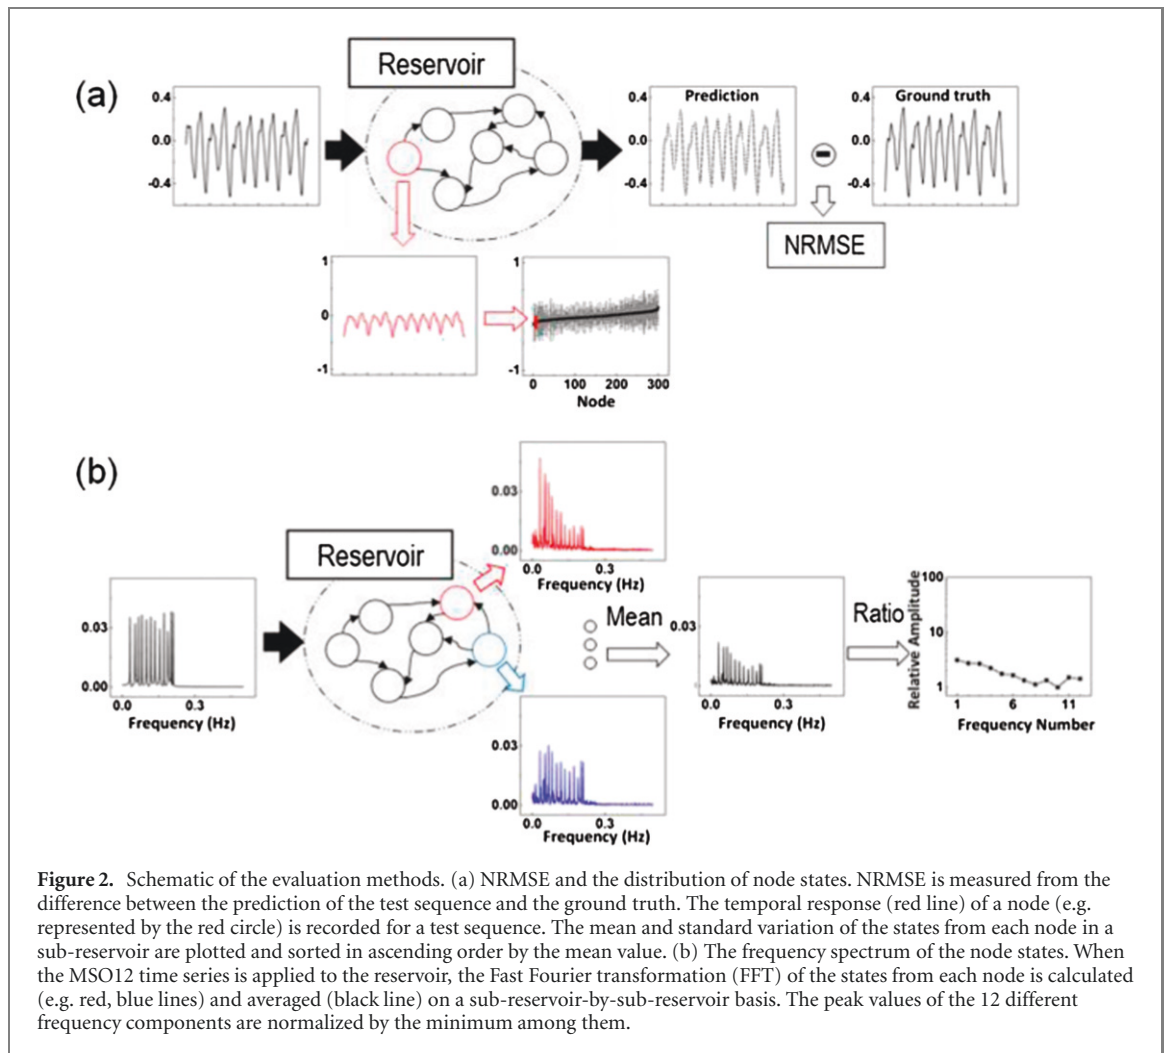 (a)
Reservoir
0.4
0.0
-0.4
0.4
0.0
-0.4
Prediction
0.4
0.0
-0.4
Ground truth
NRMSE
1
0
-1
1
0
-1
0 100 200 300
Node
(b)
0.03
0.00
0.0 0.3
Frequency (Hz)
Reservoir
0.03
0.00
0.0 0.3
Frequency (Hz)
0.03
0.00
0.0 0.3
Frequency (Hz)
Mean
0.03
0.00
0.0 0.3
Frequency (Hz)
Ratio
Relative Amplitude
100
10
1
1 6 11
Frequency Number
Figure 2. Schematic of the evaluation methods. (a) NRMSE and the distribution of node states. NRMSE is measured from the
difference between the prediction of the test sequence and the ground truth. The temporal response (red line) of a node (e.g.
represented by the red circle) is recorded for a test sequence. The mean and standard variation of the states from each node in a
sub-reservoir are plotted and sorted in ascending order by the mean value. (b) The frequency spectrum of the node states. When
the MSO12 time series is applied to the reservoir, the Fast Fourier transformation (FFT) of the states from each node is calculated
(e.g. red, blue lines) and averaged (black line) on a sub-reservoir-by-sub-reservoir basis. The peak values of the 12 different
frequency components are normalized by the minimum among them.